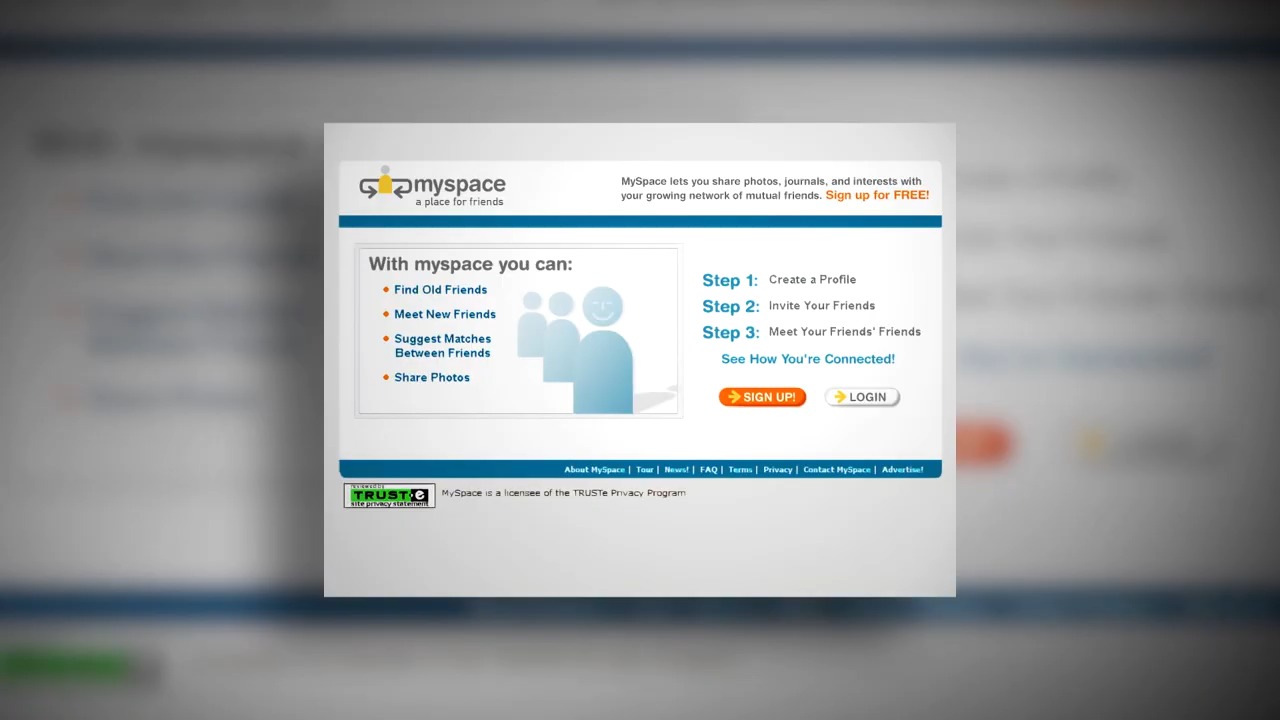 myspace
a place for friends
MySpace lets you share photos, journals, and interests with
your growing network of mutual friends. Sign up for FREE!
With myspace you can:
Find Old Friends
Meet New Friends
Suggest Matches
Between Friends
Share Photos
Step 1: Create a Profile
Step 2: Invite Your Friends
Step 3: Meet Your Friends' Friends
See How You're Connected!
SIGN UP!
LOGIN
About MySpace | Tour | News! | FAQ | Terms | Privacy | Contact MySpace | Advertise!
REVIEWED BY
TRUSTe
site privacy statement
MySpace is a licensee of the TRUSTe Privacy Program